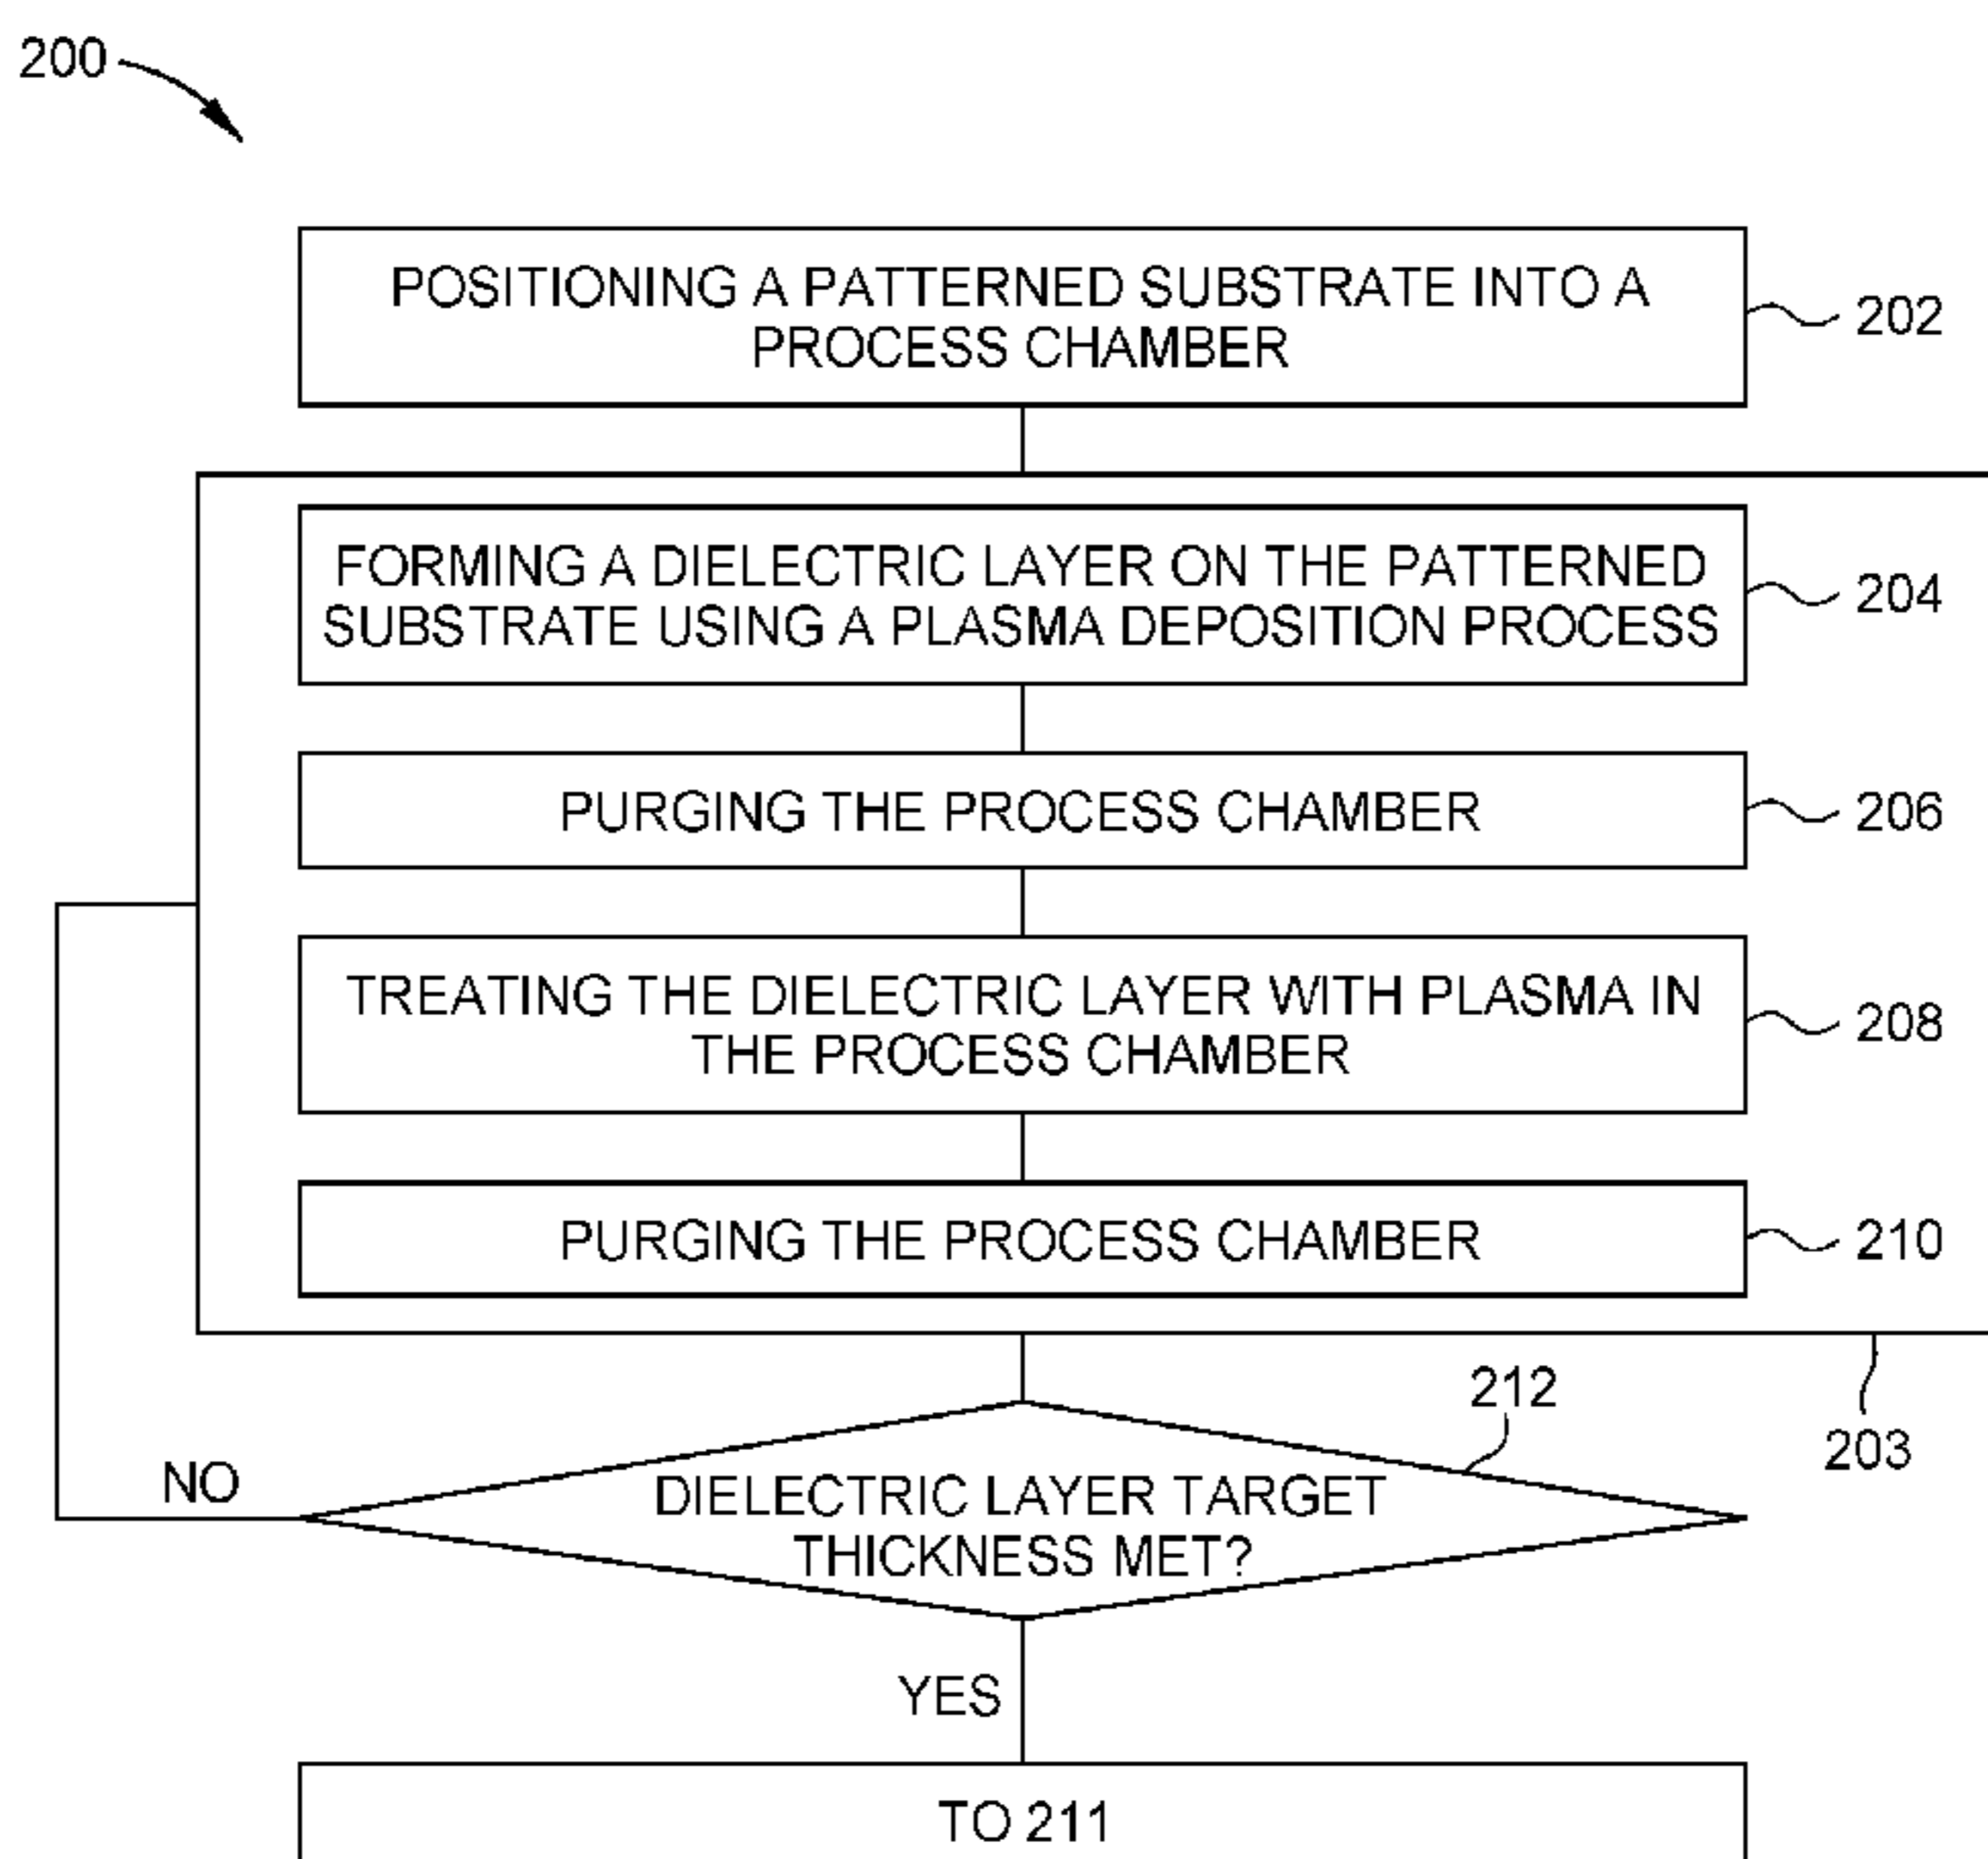 200
POSITIONING A PATTERNED SUBSTRATE INTO A
PROCESS CHAMBER
202
FORMING A DIELECTRIC LAYER ON THE PATTERNED
SUBSTRATE USING A PLASMA DEPOSITION PROCESS
204
PURGING THE PROCESS CHAMBER
206
TREATING THE DIELECTRIC LAYER WITH PLASMA IN
THE PROCESS CHAMBER
208
PURGING THE PROCESS CHAMBER
210
212
203
NO
DIELECTRIC LAYER TARGET
THICKNESS MET?
YES
TO 211